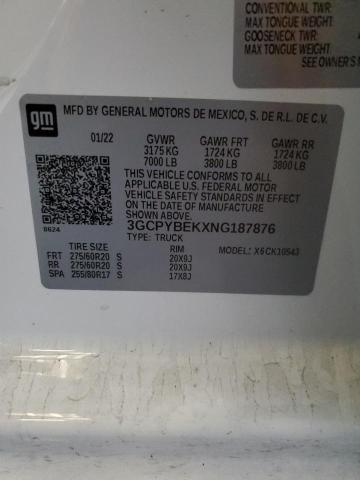 CONVENTIONAL TWR:
MAX TONGUE WEIGHT:
GOOSENECK TWR:
MAX TONGUE WEIGHT:
SEE OWNER'S
gm
MFD BY GENERAL MOTORS DE MEXICO, S. DE R.L. DE C.V.
01/22 GVWR GAWR FRT GAWR RR
3175 KG 1724 KG 1724 KG
7000 LB 3800 LB 3800 LB
THIS VEHICLE CONFORMS TO ALL
APPLICABLE U.S. FEDERAL MOTOR
VEHICLE SAFETY STANDARDS IN
EFFECT ON THE DATE OF
MANUFACTURE SHOWN ABOVE.
3GCPYBEKXNG187876
8624
TYPE: TRUCK MODEL: X6CK10543
TIRE SIZE RIM
FRT 275/60R20 S 20X9J
RR 275/60R20 S 20X9J
SPA 255/80R17 S 17X8J